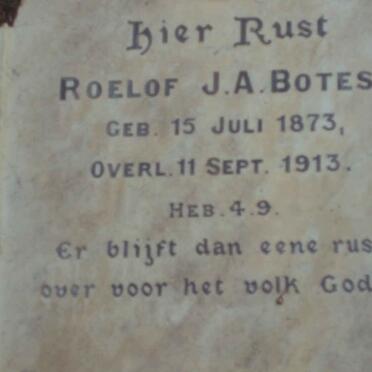 Hier Rust
ROELOF J.A. BOTES
GEB. 15 JULI 1873,
OVERL. 11 SEPT. 1913.
HEB. 4.9.
Er blijft dan eene rus
over voor het volk God